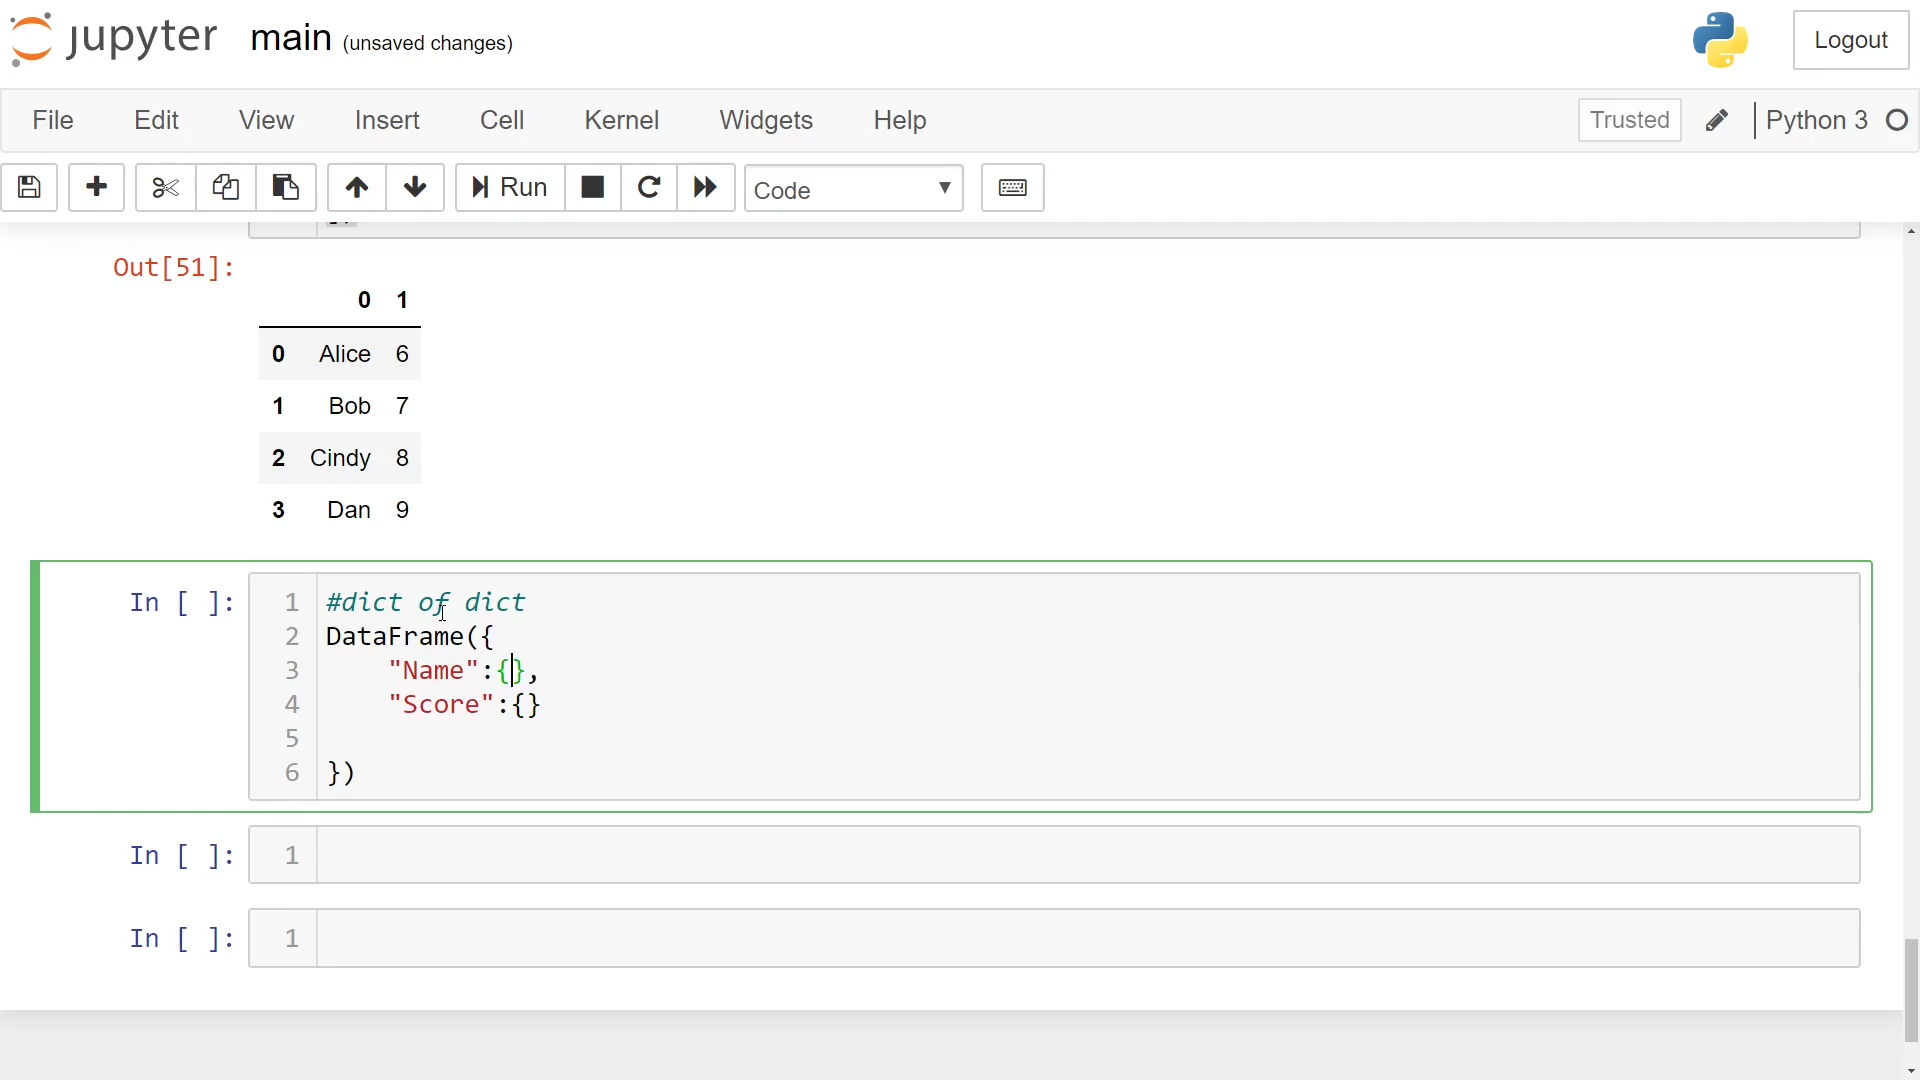 jupyter main (unsaved changes) Logout
File Edit View Insert Cell Kernel Widgets Help Trusted Python 3
Run Code
Out[51]:
0 1
0 Alice 6
1 Bob 7
2 Cindy 8
3 Dan 9
In [ ]: 1 #dict of dict
2 DataFrame({
3 "Name":{},
4 "Score":{}
5
6 })
In [ ]: 1
In [ ]: 1